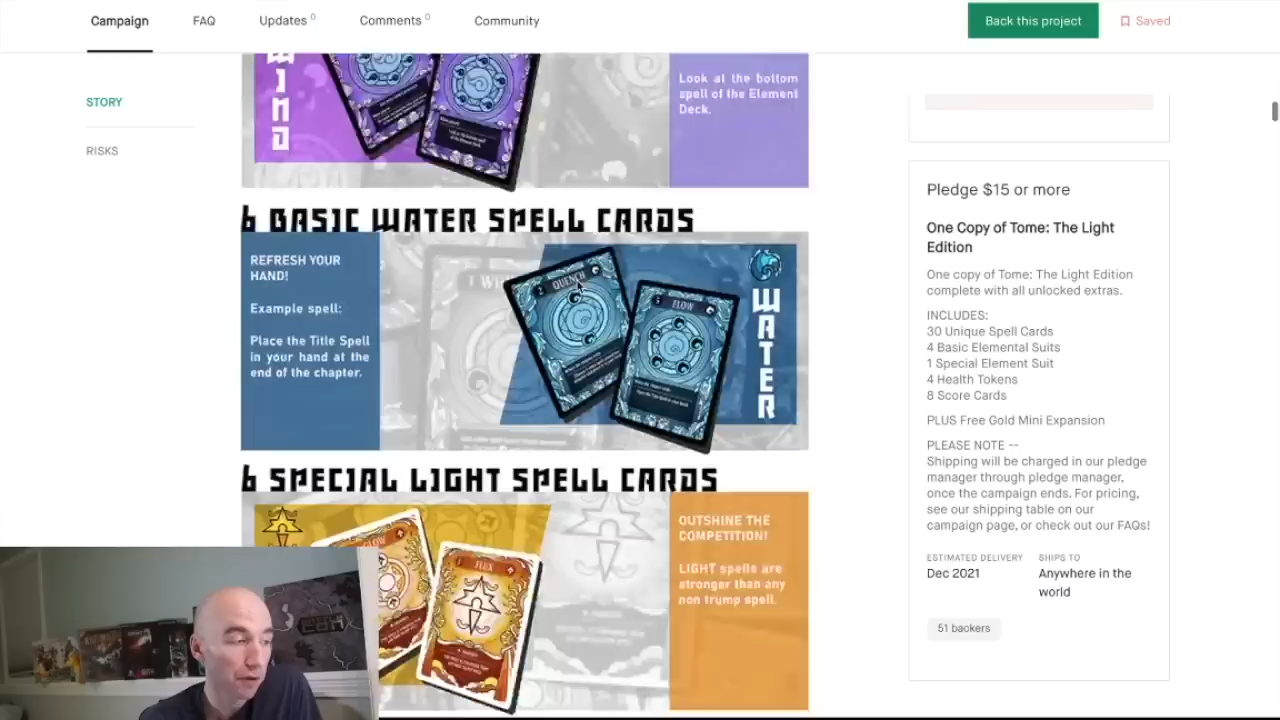 Campaign
FAQ
Updates 0
Comments 0
Community
Back this project
Saved
STORY
RISKS
WIND
Look at the bottom
spell of the Element
Deck.
6 BASIC WATER SPELL CARDS
REFRESH YOUR
HAND!
Example spell:
Place the Title Spell
in your hand at the
end of the chapter.
2 QUENCH
5 FLOW
WATER
6 SPECIAL LIGHT SPELL CARDS
GLOW
1 FLUX
OUTSHINE THE
COMPETITION!
LIGHT spells are
stronger than any
non trump spell.
Pledge $15 or more
One Copy of Tome: The Light
Edition
One copy of Tome: The Light Edition
complete with all unlocked extras.
INCLUDES:
30 Unique Spell Cards
4 Basic Elemental Suits
1 Special Element Suit
4 Health Tokens
8 Score Cards
PLUS Free Gold Mini Expansion
PLEASE NOTE --
Shipping will be charged in our pledge
manager through pledge manager,
once the campaign ends. For pricing,
see our shipping table on our
campaign page, or check out our FAQs!
ESTIMATED DELIVERY
Dec 2021
SHIPS TO
Anywhere in the
world
51 backers